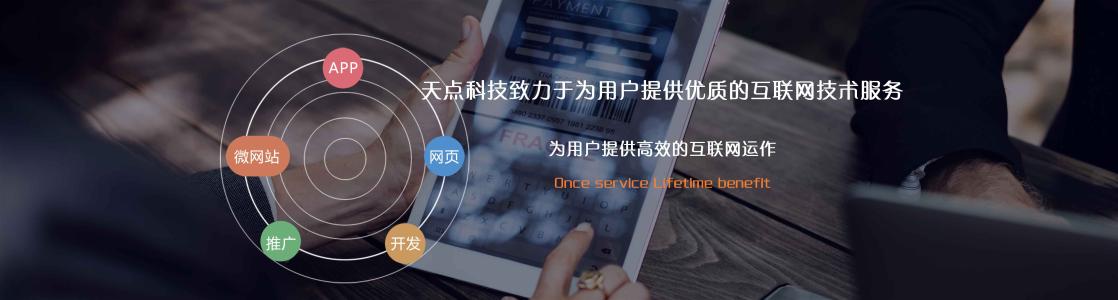 PAYMENT
APP
天点科技致力于为用户提供优质的互联网技术服务
FRA
微网站
网页
为用户提供高效的互联网运作
Once service Lifetime benefit
推广
开发